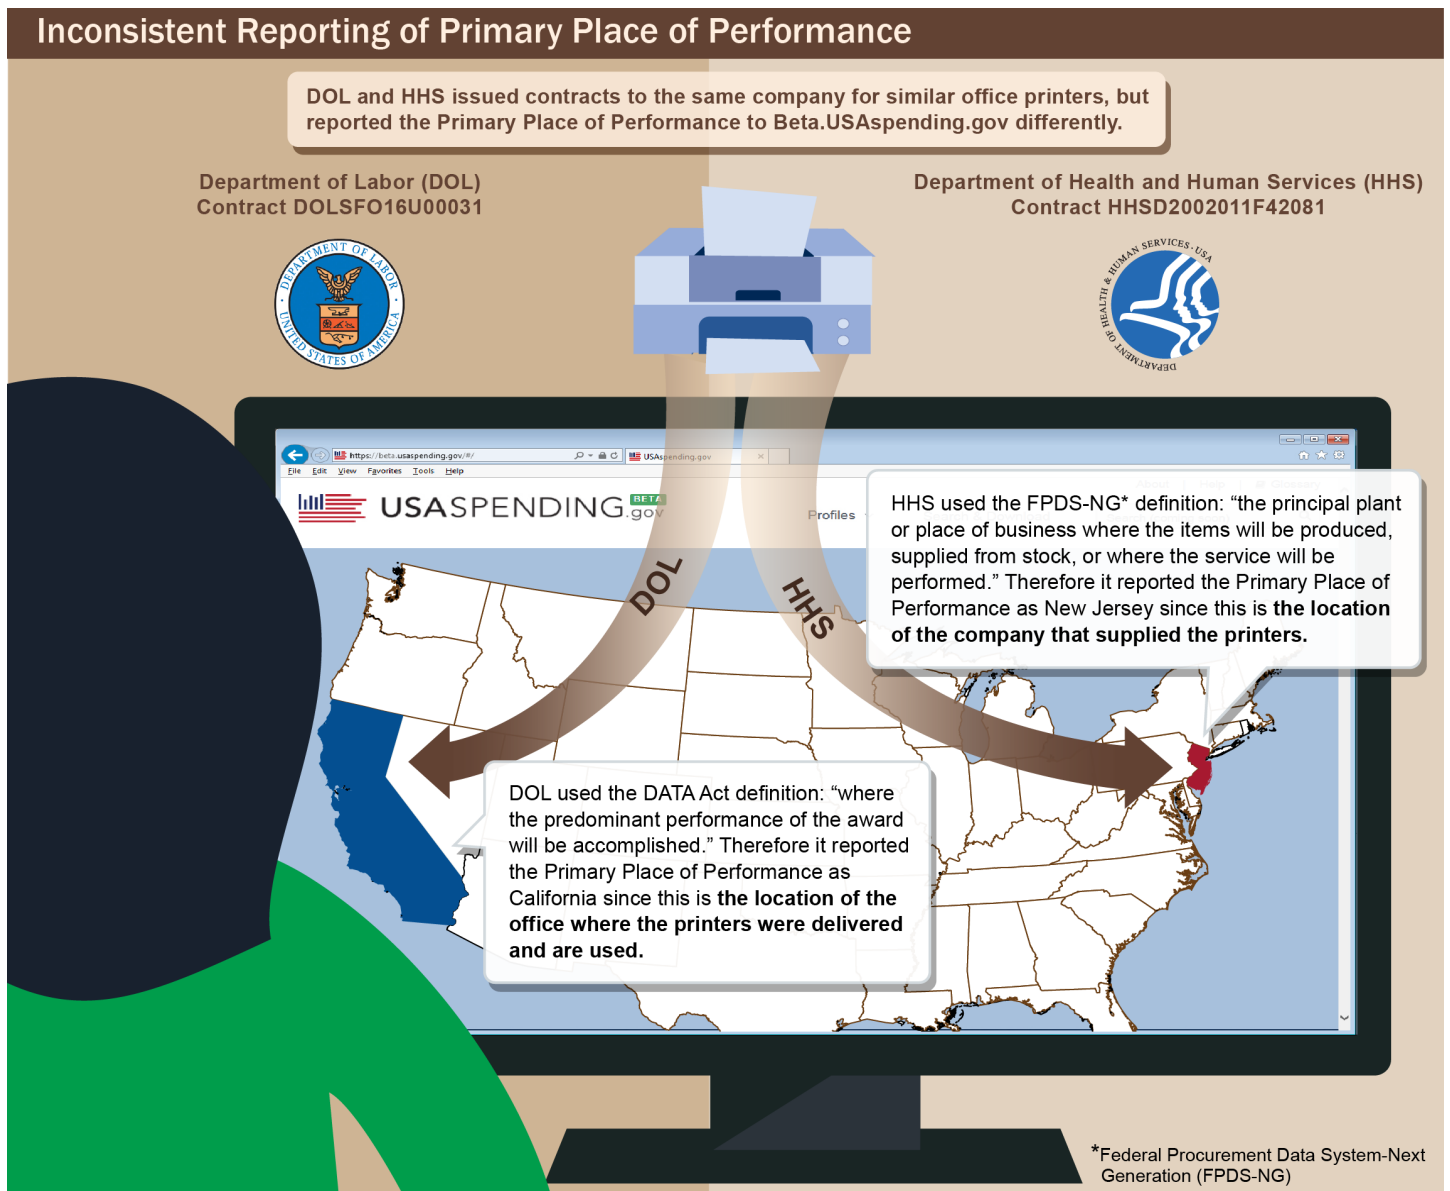 Inconsistent Reporting of Primary Place of Performance
DOL and HHS issued contracts to the same company for similar office printers, but
reported the Primary Place of Performance to Beta.USAspending.gov differently.
Department of Labor (DOL)
Contract DOLSFO16U00031
Department of Health and Human Services (HHS)
Contract HHSD2002011F42081
DEPARTMENT OF LABOR
UNITED STATES OF AMERICA
DEPARTMENT OF HEALTH & HUMAN SERVICES · USA
https://beta.usaspending.gov/#/
USAspending.gov
File Edit View Favorites Tools Help
USASPENDING.gov
BETA
Profiles
About Help Glossary
DOL
HHS
HHS used the FPDS-NG* definition: “the principal plant
or place of business where the items will be produced,
supplied from stock, or where the service will be
performed.” Therefore it reported the Primary Place of
Performance as New Jersey since this is the location
of the company that supplied the printers.
DOL used the DATA Act definition: “where
the predominant performance of the award
will be accomplished.” Therefore it reported
the Primary Place of Performance as
California since this is the location of the
office where the printers were delivered
and are used.
*Federal Procurement Data System-Next
Generation (FPDS-NG)